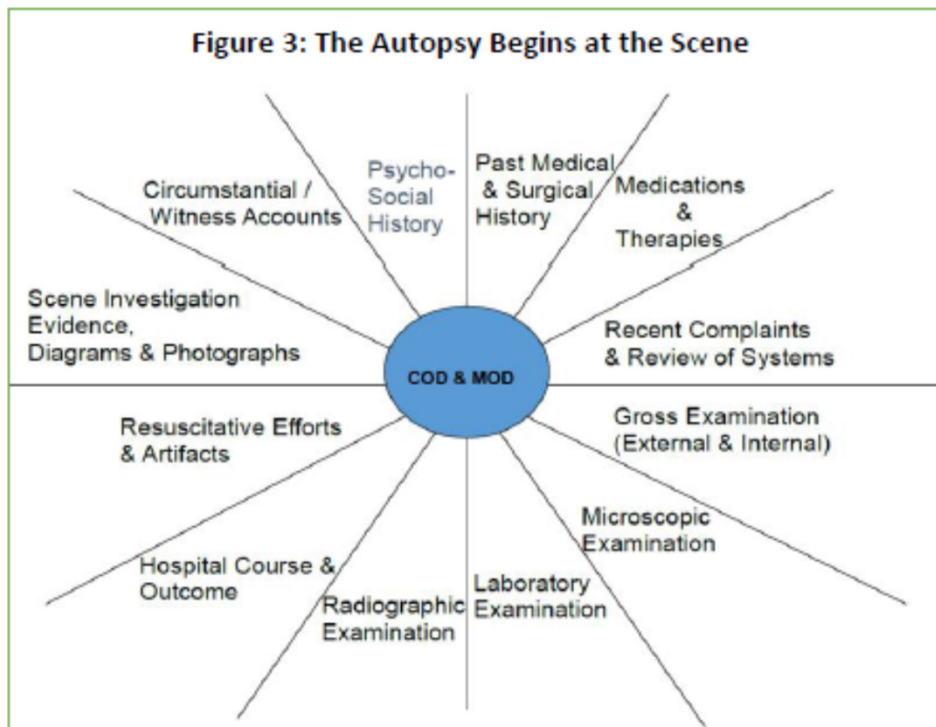 Figure 3: The Autopsy Begins at the Scene
Psycho-
Social
History
Past Medical
& Surgical
History
Medications
&
Therapies
Circumstantial /
Witness Accounts
Scene Investigation
Evidence,
Diagrams & Photographs
Recent Complaints
& Review of Systems
COD & MOD
Resuscitative Efforts
& Artifacts
Gross Examination
(External & Internal)
Microscopic
Examination
Hospital Course &
Outcome
Radiographic
Examination
Laboratory
Examination